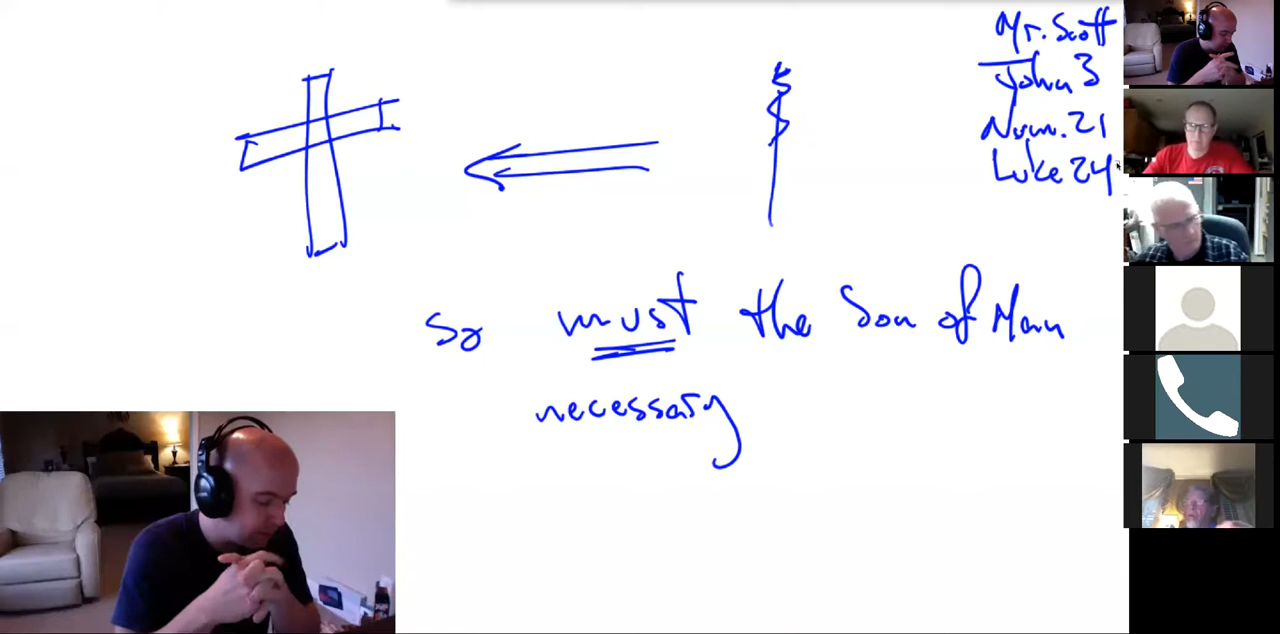 Mr. Scott
John 3
Num. 21
Luke 24
so must the Son of Man
necessary